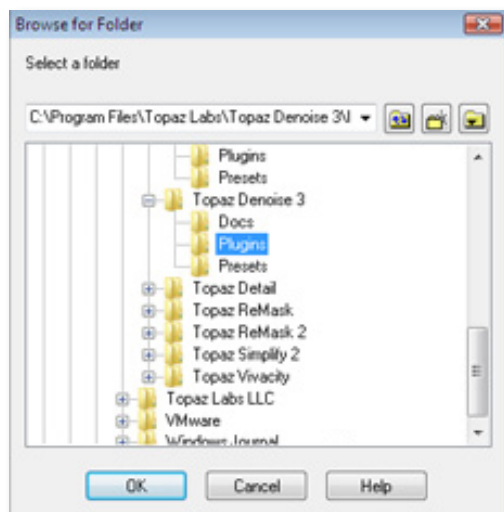 Browse for Folder
Select a folder
C:\Program Files\Topaz Labs\Topaz Denoise 3\I
Plugins
Presets
Topaz Denoise 3
Docs
Plugins
Presets
Topaz Detail
Topaz ReMask
Topaz ReMask 2
Topaz Simplify 2
Topaz Vivacity
Topaz Labs LLC
VMware
Windows Journal
OK Cancel Help